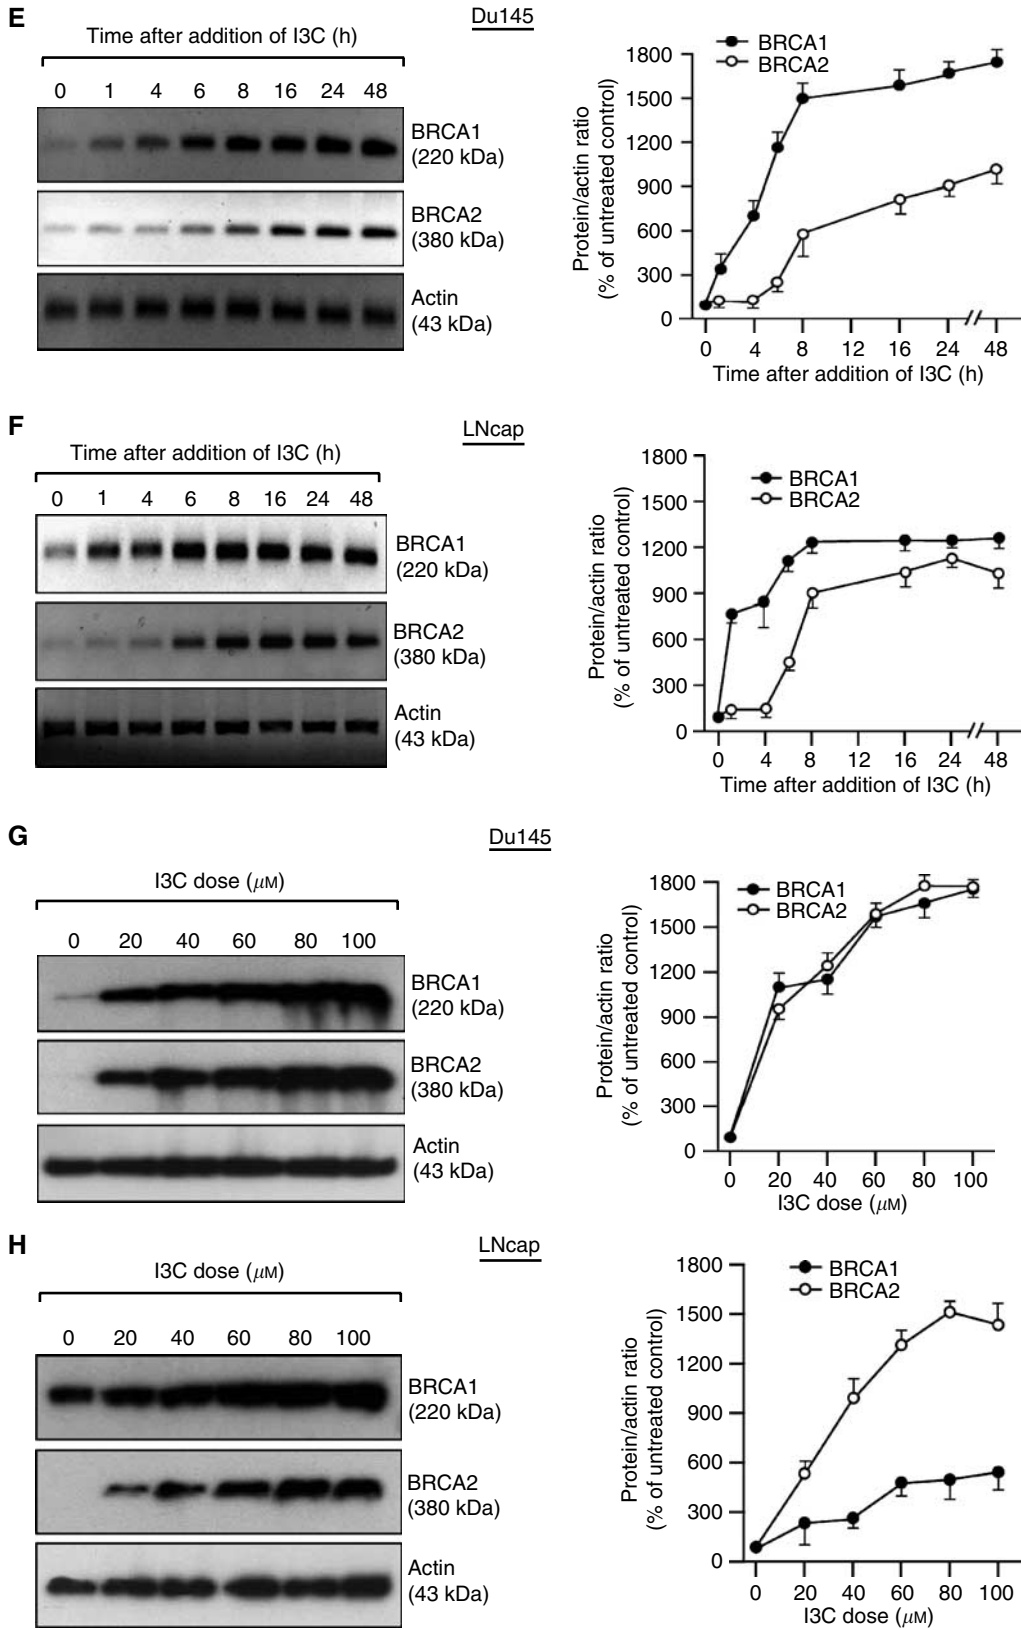 E
Du145
Time after addition of I3C (h)
0 1 4 6 8 16 24 48
BRCA1
(220 kDa)
BRCA2
(380 kDa)
Actin
(43 kDa)
BRCA1
BRCA2
Protein/actin ratio
(% of untreated control)
1800
1500
1200
900
600
300
0
0 4 8 12 16 24 48
Time after addition of I3C (h)
F
LNcap
Time after addition of I3C (h)
0 1 4 6 8 16 24 48
BRCA1
(220 kDa)
BRCA2
(380 kDa)
Actin
(43 kDa)
BRCA1
BRCA2
Protein/actin ratio
(% of untreated control)
1800
1500
1200
900
600
300
0
0 4 8 12 16 24 48
Time after addition of I3C (h)
G
Du145
I3C dose (μM)
0 20 40 60 80 100
BRCA1
(220 kDa)
BRCA2
(380 kDa)
Actin
(43 kDa)
BRCA1
BRCA2
Protein/actin ratio
(% of untreated control)
1800
1500
1200
900
600
300
0
0 20 40 60 80 100
I3C dose (μM)
H
LNcap
I3C dose (μM)
0 20 40 60 80 100
BRCA1
(220 kDa)
BRCA2
(380 kDa)
Actin
(43 kDa)
BRCA1
BRCA2
Protein/actin ratio
(% of untreated control)
1800
1500
1200
900
600
300
0
0 20 40 60 80 100
I3C dose (μM)